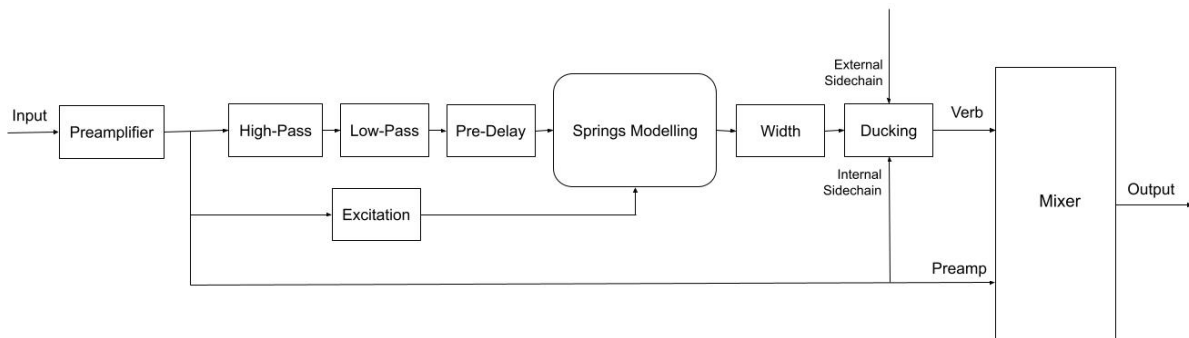 External
Sidechain
Input
Preamplifier
High-Pass
Low-Pass
Pre-Delay
Springs Modelling
Width
Ducking
Verb
Internal
Sidechain
Excitation
Mixer
Output
Preamp